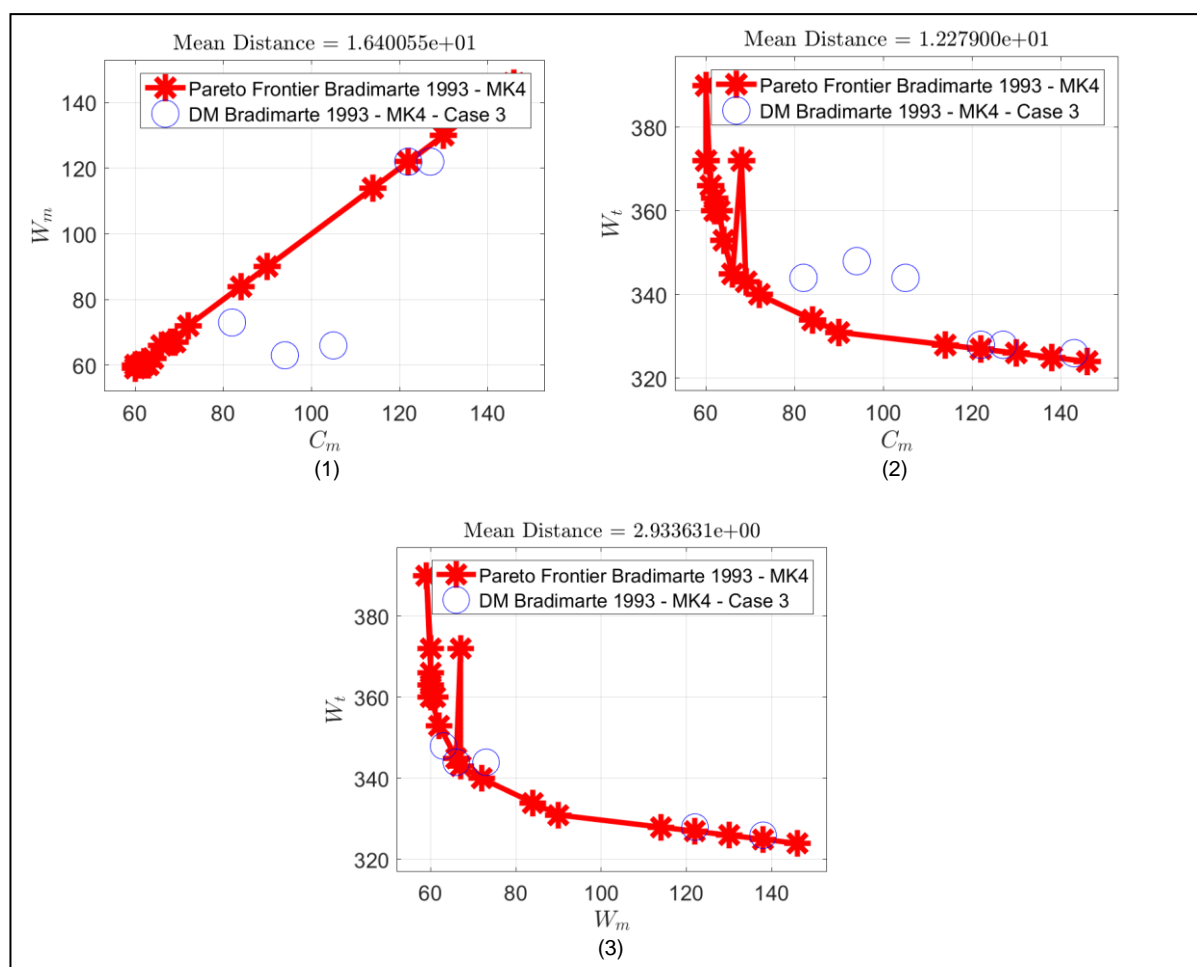 Mean Distance = 1.640055e+01
Pareto Frontier Bradimarte 1993 - MK4
DM Bradimarte 1993 - MK4 - Case 3
140
120
100
80
60
W_m
60 80 100 120 140
C_m
(1)
Mean Distance = 1.227900e+01
Pareto Frontier Bradimarte 1993 - MK4
DM Bradimarte 1993 - MK4 - Case 3
380
360
340
320
W_t
60 80 100 120 140
C_m
(2)
Mean Distance = 2.933631e+00
Pareto Frontier Bradimarte 1993 - MK4
DM Bradimarte 1993 - MK4 - Case 3
380
360
340
320
W_t
60 80 100 120 140
W_m
(3)